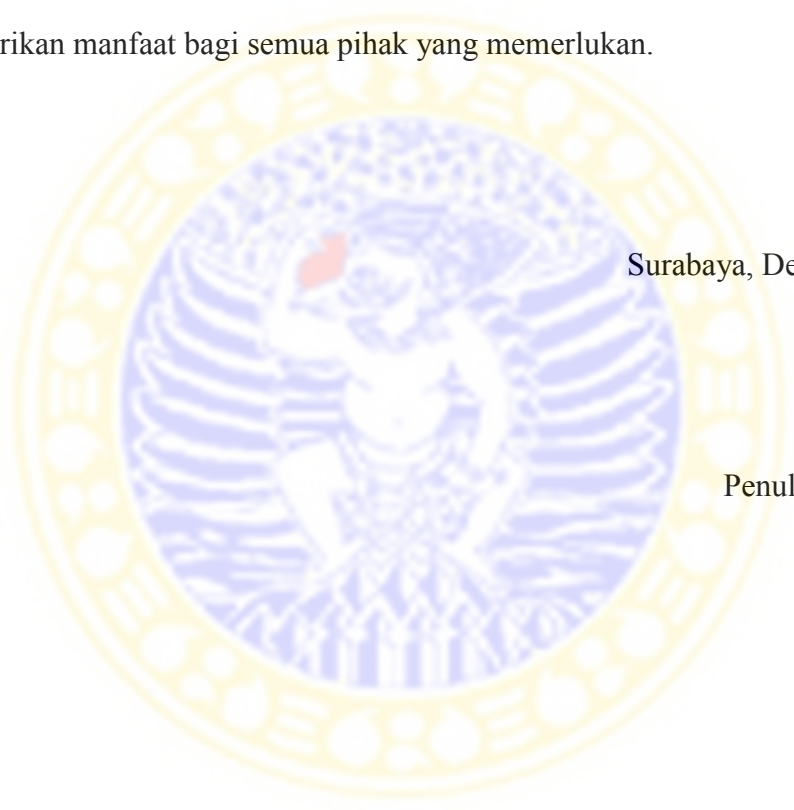 rikan manfaat bagi semua pihak yang memerlukan.
Surabaya, De
Penul